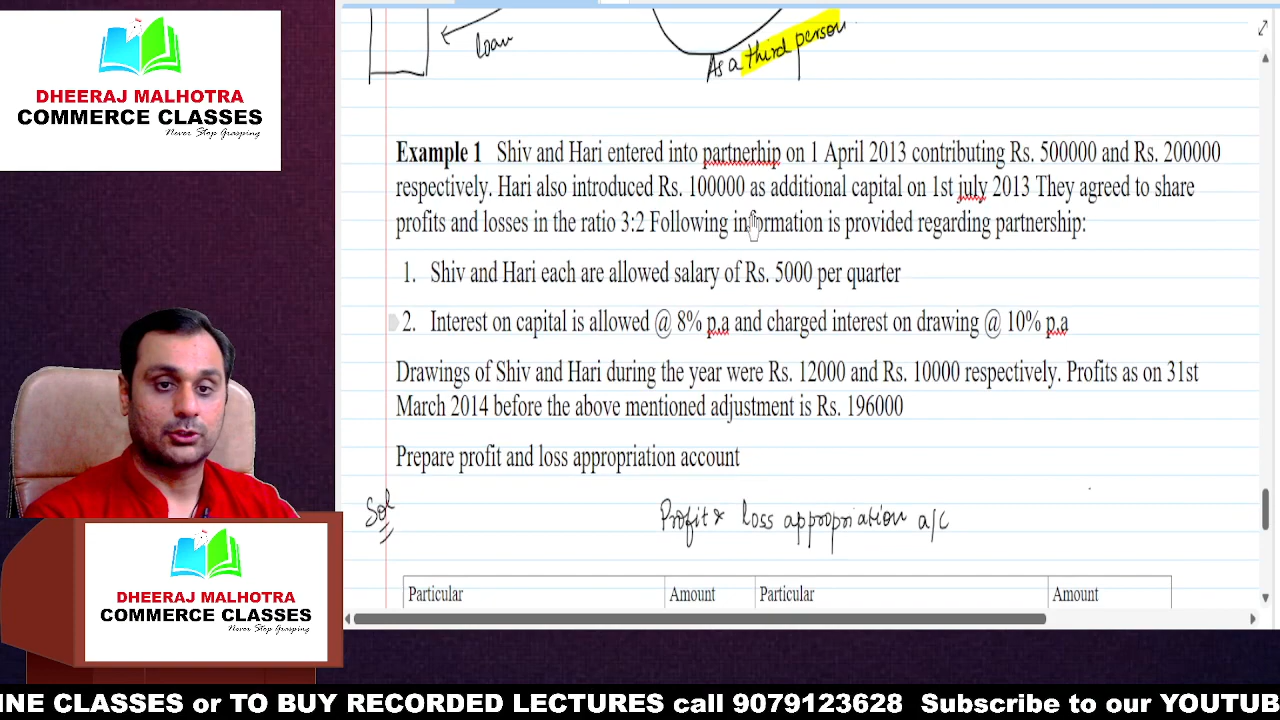 DHEERAJ MALHOTRA
COMMERCE CLASSES
Never Stop Grasping
loan
As a third person
Example 1 Shiv and Hari entered into partnerhip on 1 April 2013 contributing Rs. 500000 and Rs. 200000
respectively. Hari also introduced Rs. 100000 as additional capital on 1st july 2013 They agreed to share
profits and losses in the ratio 3:2 Following information is provided regarding partnership:
1. Shiv and Hari each are allowed salary of Rs. 5000 per quarter
2. Interest on capital is allowed @ 8% p.a and charged interest on drawing @ 10% p.a
Drawings of Shiv and Hari during the year were Rs. 12000 and Rs. 10000 respectively. Profits as on 31st
March 2014 before the above mentioned adjustment is Rs. 196000
Prepare profit and loss appropriation account
Sol
Profit & loss appropriation a/c
Particular Amount Particular Amount
DHEERAJ MALHOTRA
COMMERCE CLASSES
Never Stop Grasping
INE CLASSES or TO BUY RECORDED LECTURES call 9079123628 Subscribe to our YOUTUB